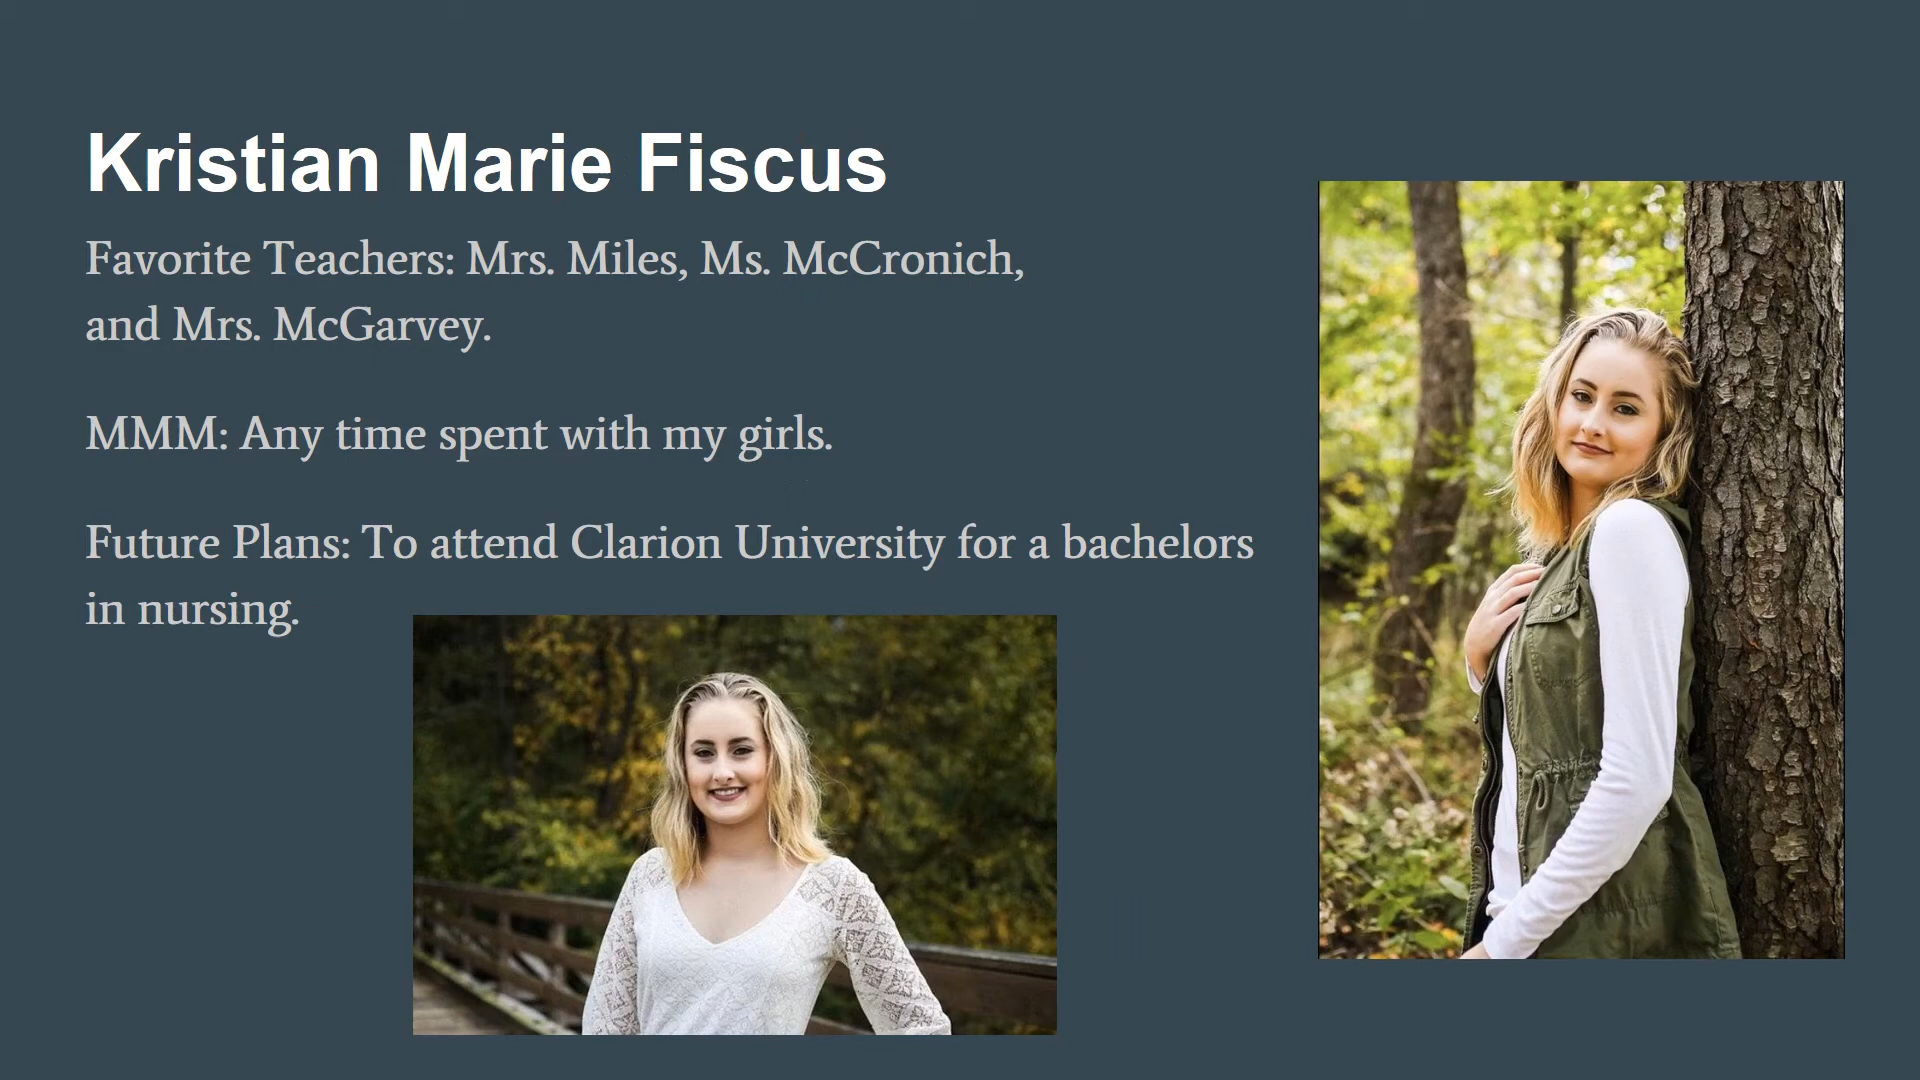 Kristian Marie Fiscus
Favorite Teachers: Mrs. Miles, Ms. McCronich,
and Mrs. McGarvey.
MMM: Any time spent with my girls.
Future Plans: To attend Clarion University for a bachelors
in nursing.